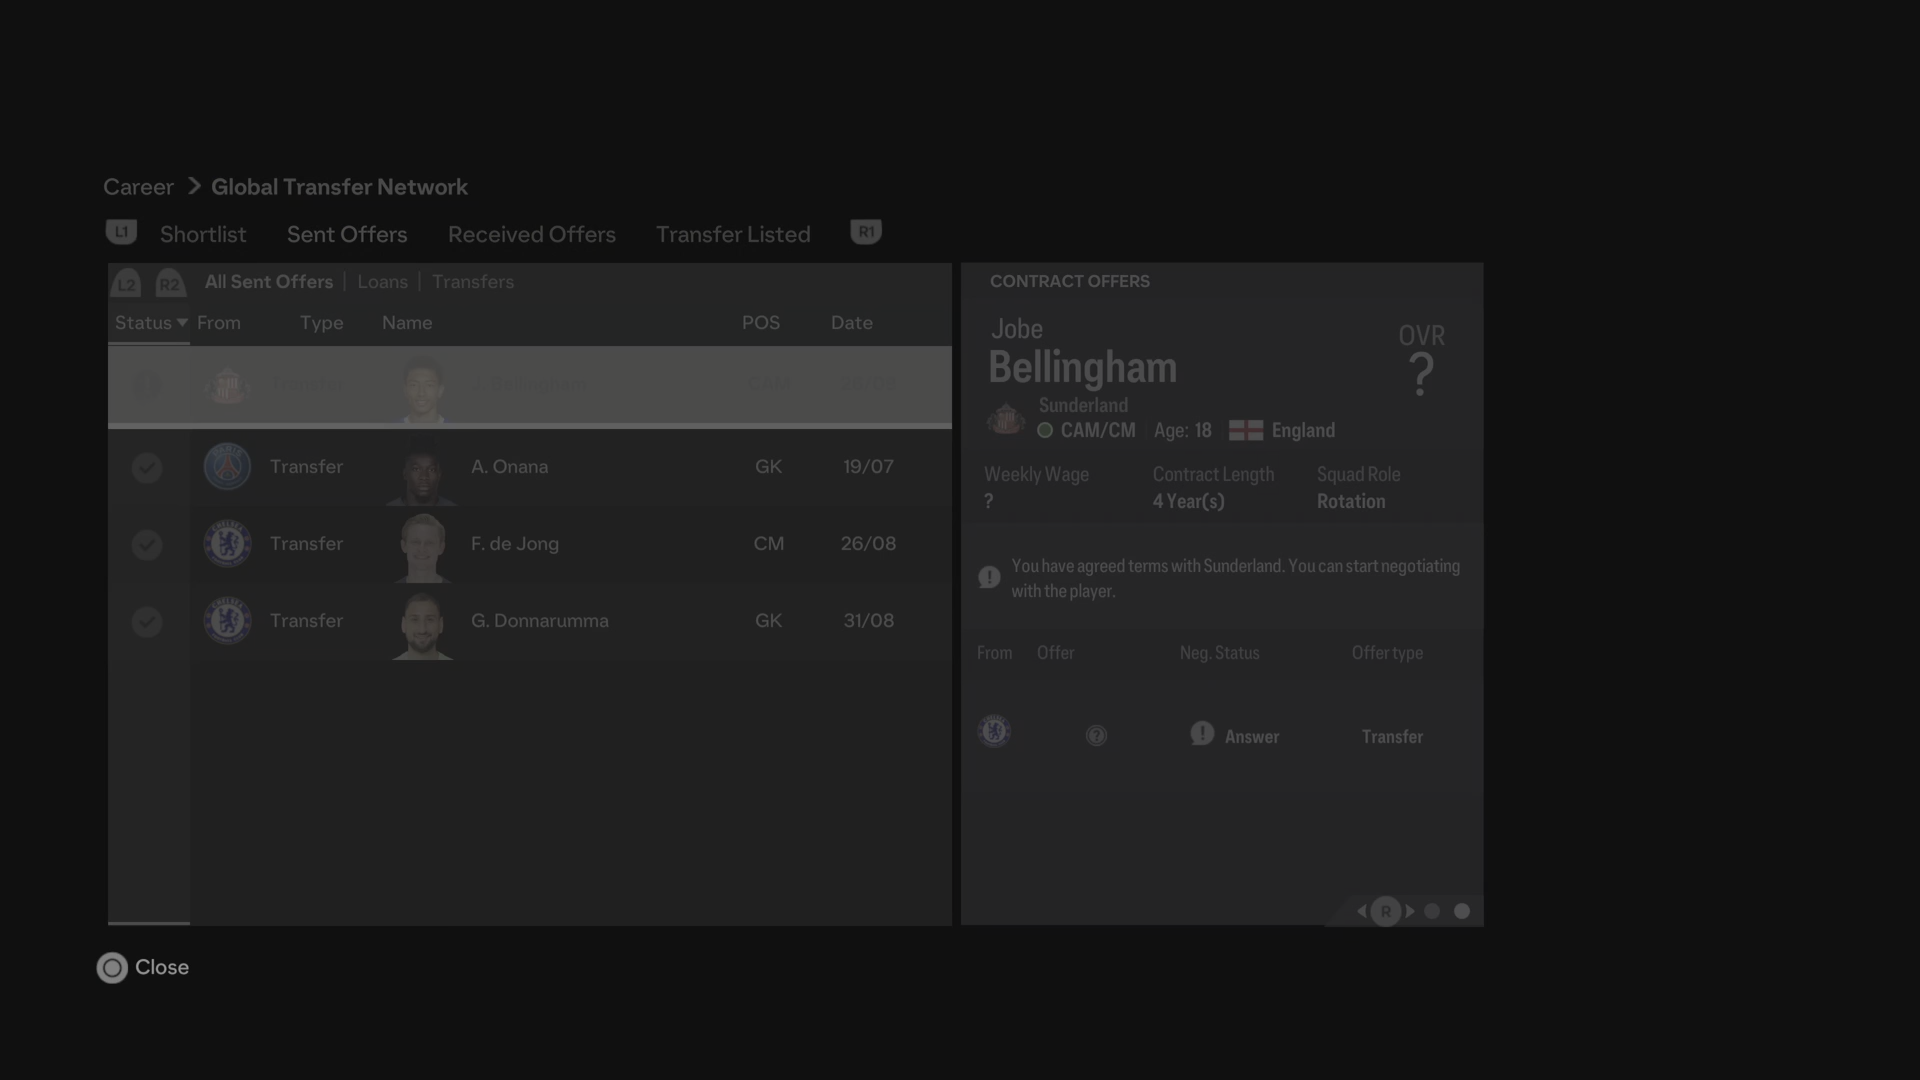 Career > Global Transfer Network
L1 Shortlist Sent Offers Received Offers Transfer Listed R1
L2 R2 All Sent Offers | Loans | Transfers
Status From Type Name POS Date
Transfer J. Bellingham CAM
Transfer A. Onana GK 19/07
Transfer F. de Jong CM 26/08
Transfer G. Donnarumma GK 31/08
CONTRACT OFFERS
Jobe
Bellingham
OVR
?
Sunderland
CAM/CM Age: 18 England
Weekly Wage Contract Length Squad Role
? 4 Year(s) Rotation
! You have agreed terms with Sunderland. You can start negotiating
with the player.
From Offer Neg. Status Offer type
? ! Answer Transfer
R
Close